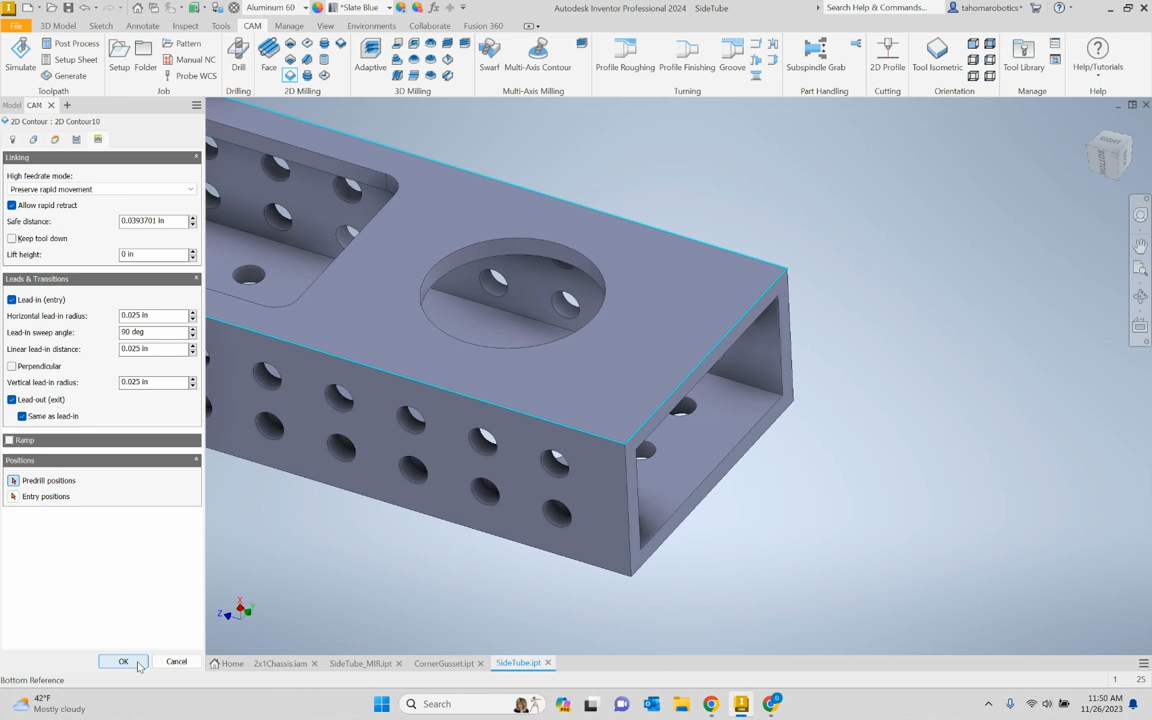 Aluminum 60
*Slate Blue
Autodesk Inventor Professional 2024
SideTube
Search Help & Commands...
tahomarobotics
File
3D Model
Sketch
Annotate
Inspect
Tools
CAM
Manage
View
Environments
Collaborate
Fusion 360
Simulate
Post Process
Setup Sheet
Generate
Toolpath
Setup
Folder
Pattern
Manual NC
Probe WCS
Job
Drill
Drilling
Face
2D Milling
Adaptive
3D Milling
Swarf
Multi-Axis Contour
Multi-Axis Milling
Profile Roughing
Profile Finishing
Groove
Turning
Subspindle Grab
Part Handling
2D Profile
Cutting
Tool Isometric
Orientation
Tool Library
Manage
Help/Tutorials
Help
Model
CAM
2D Contour : 2D Contour10
Linking
High feedrate mode:
Preserve rapid movement
Allow rapid retract
Safe distance:
0.0393701 in
Keep tool down
Lift height:
0 in
Leads & Transitions
Lead-in (entry)
Horizontal lead-in radius:
0.025 in
Lead-in sweep angle:
90 deg
Linear lead-in distance:
0.025 in
Perpendicular
Vertical lead-in radius:
0.025 in
Lead-out (exit)
Same as lead-in
Ramp
Positions
Predrill positions
Entry positions
OK
Cancel
RIGHT
BOTTOM
X
Y
Z
Home
2x1Chassis.iam
SideTube_MIR.ipt
CornerGusset.ipt
SideTube.ipt
Bottom Reference
1
25
42°F
Mostly cloudy
Search
11:50 AM
11/26/2023